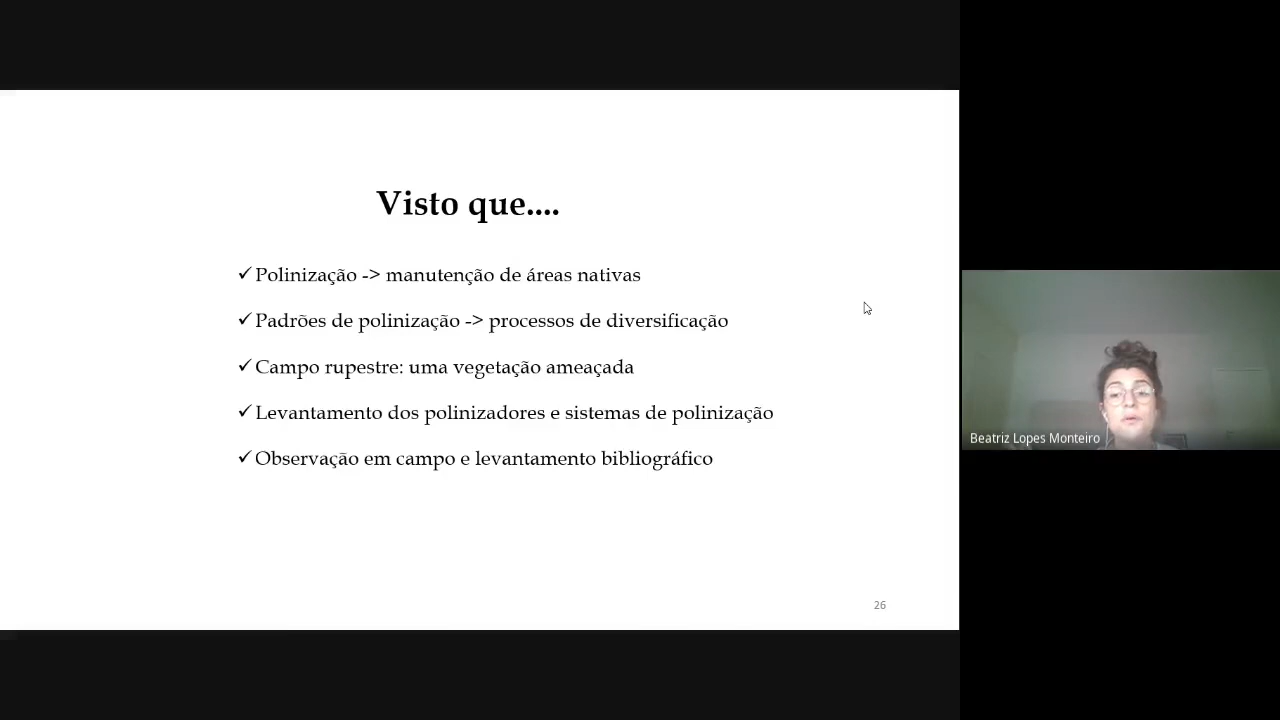 Visto que....
✓Polinização -> manutenção de áreas nativas
✓Padrões de polinização -> processos de diversificação
✓Campo rupestre: uma vegetação ameaçada
✓Levantamento dos polinizadores e sistemas de polinização
✓Observação em campo e levantamento bibliográfico
26
Beatriz Lopes Monteiro